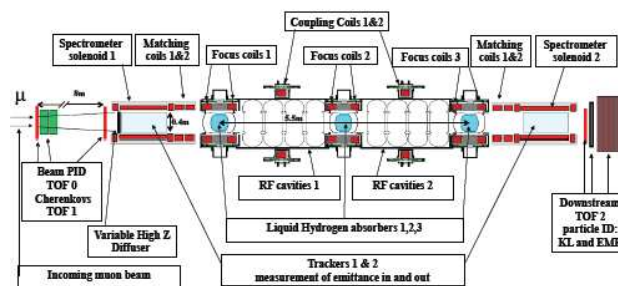 Coupling Coils 1&2
Spectrometer
solenoid 1
Matching
coils 1&2
Focus coils 1
Focus coils 2
Focus coils 3
Matching
coils 1&2
Spectrometer
solenoid 2
μ
8m
0.4m
5.5m
Beam PID
TOF 0
Cherenkovs
TOF 1
RF cavities 1
RF cavities 2
Downstream
TOF 2
particle ID:
KL and EMR
Variable High Z
Diffuser
Liquid Hydrogen absorbers 1,2,3
Incoming muon beam
Trackers 1 & 2
measurement of emittance in and out